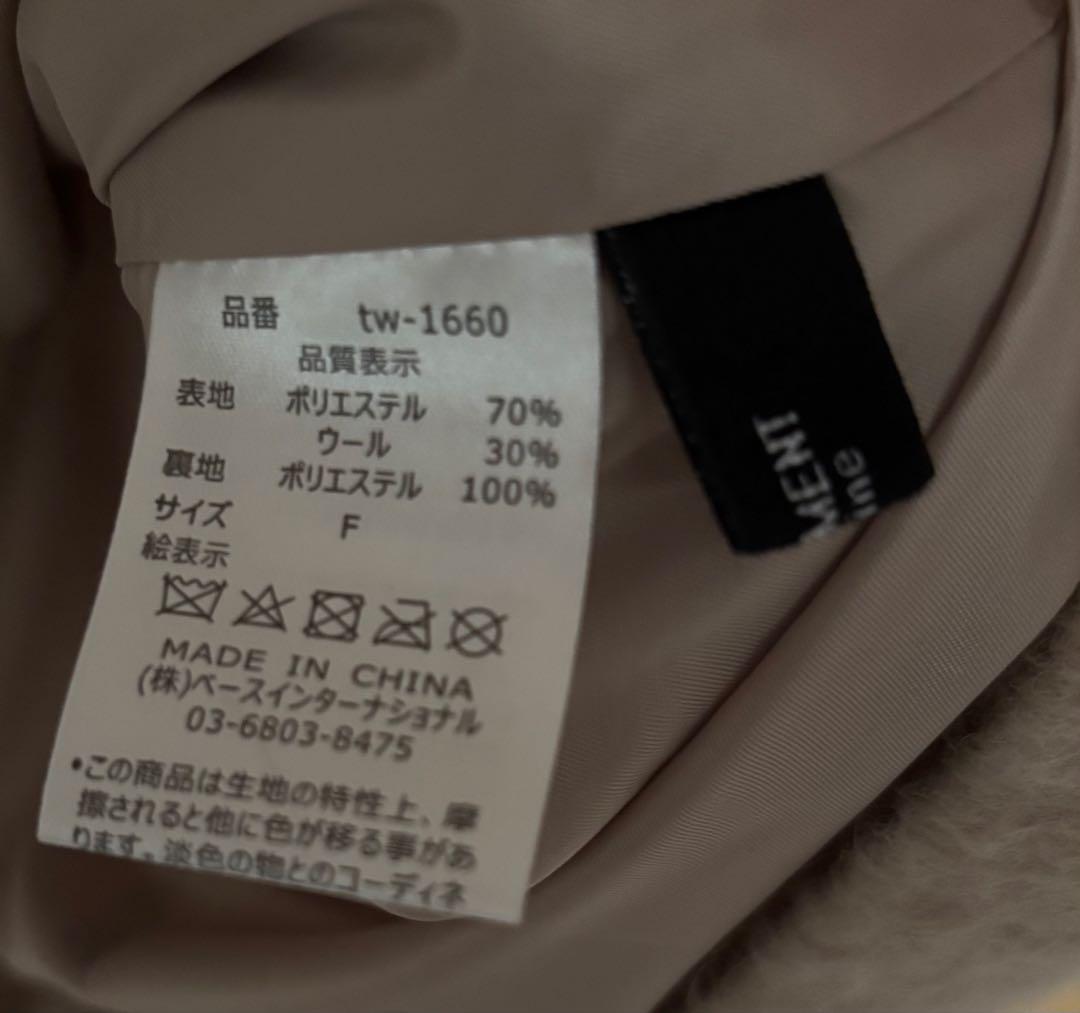 品番 tw-1660
品質表示
表地 ポリエステル 70%
ウール 30%
裏地 ポリエステル 100%
サイズ F
絵表示
MADE IN CHINA
(株)ベースインターナショナル
03-6803-8475
•この商品は生地の特性上、摩
擦されると他に色が移る事があ
ります。淡色の物とのコーディネ
MENT
ne